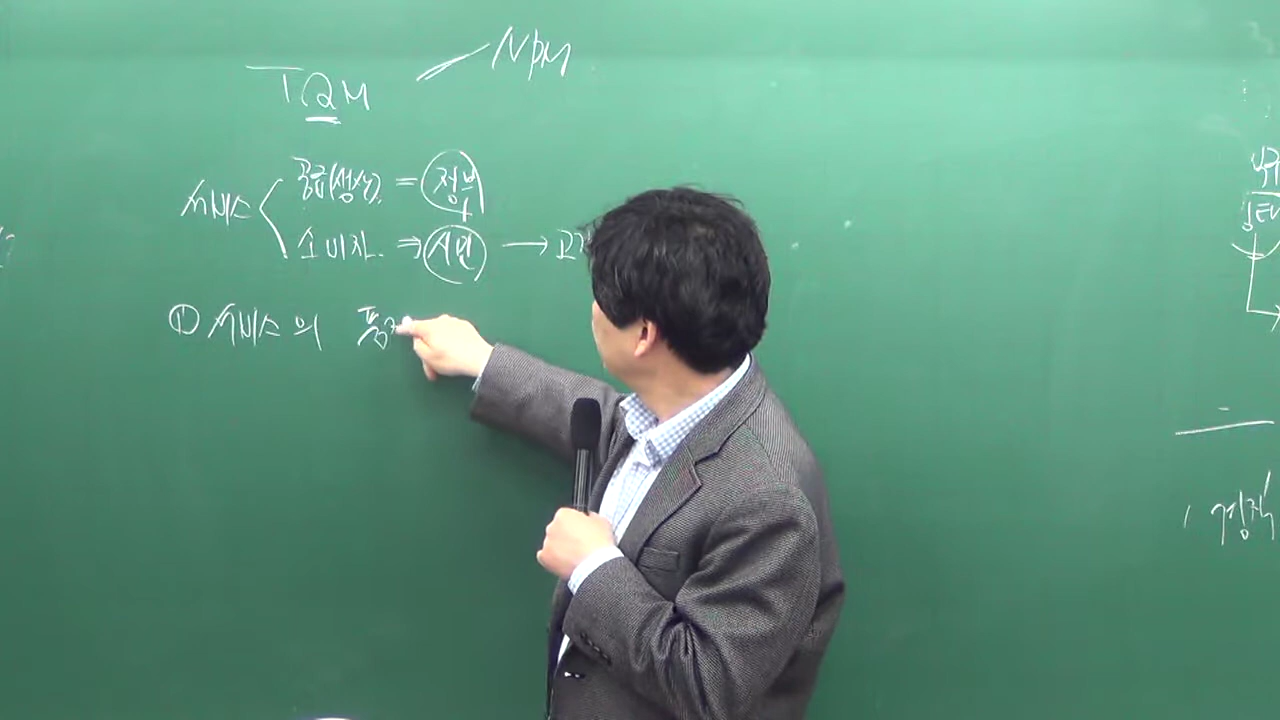 TQM NPM
서비스 공급(생산) = 정부
소비자 ⇒ 시민 →
① 서비스의 품